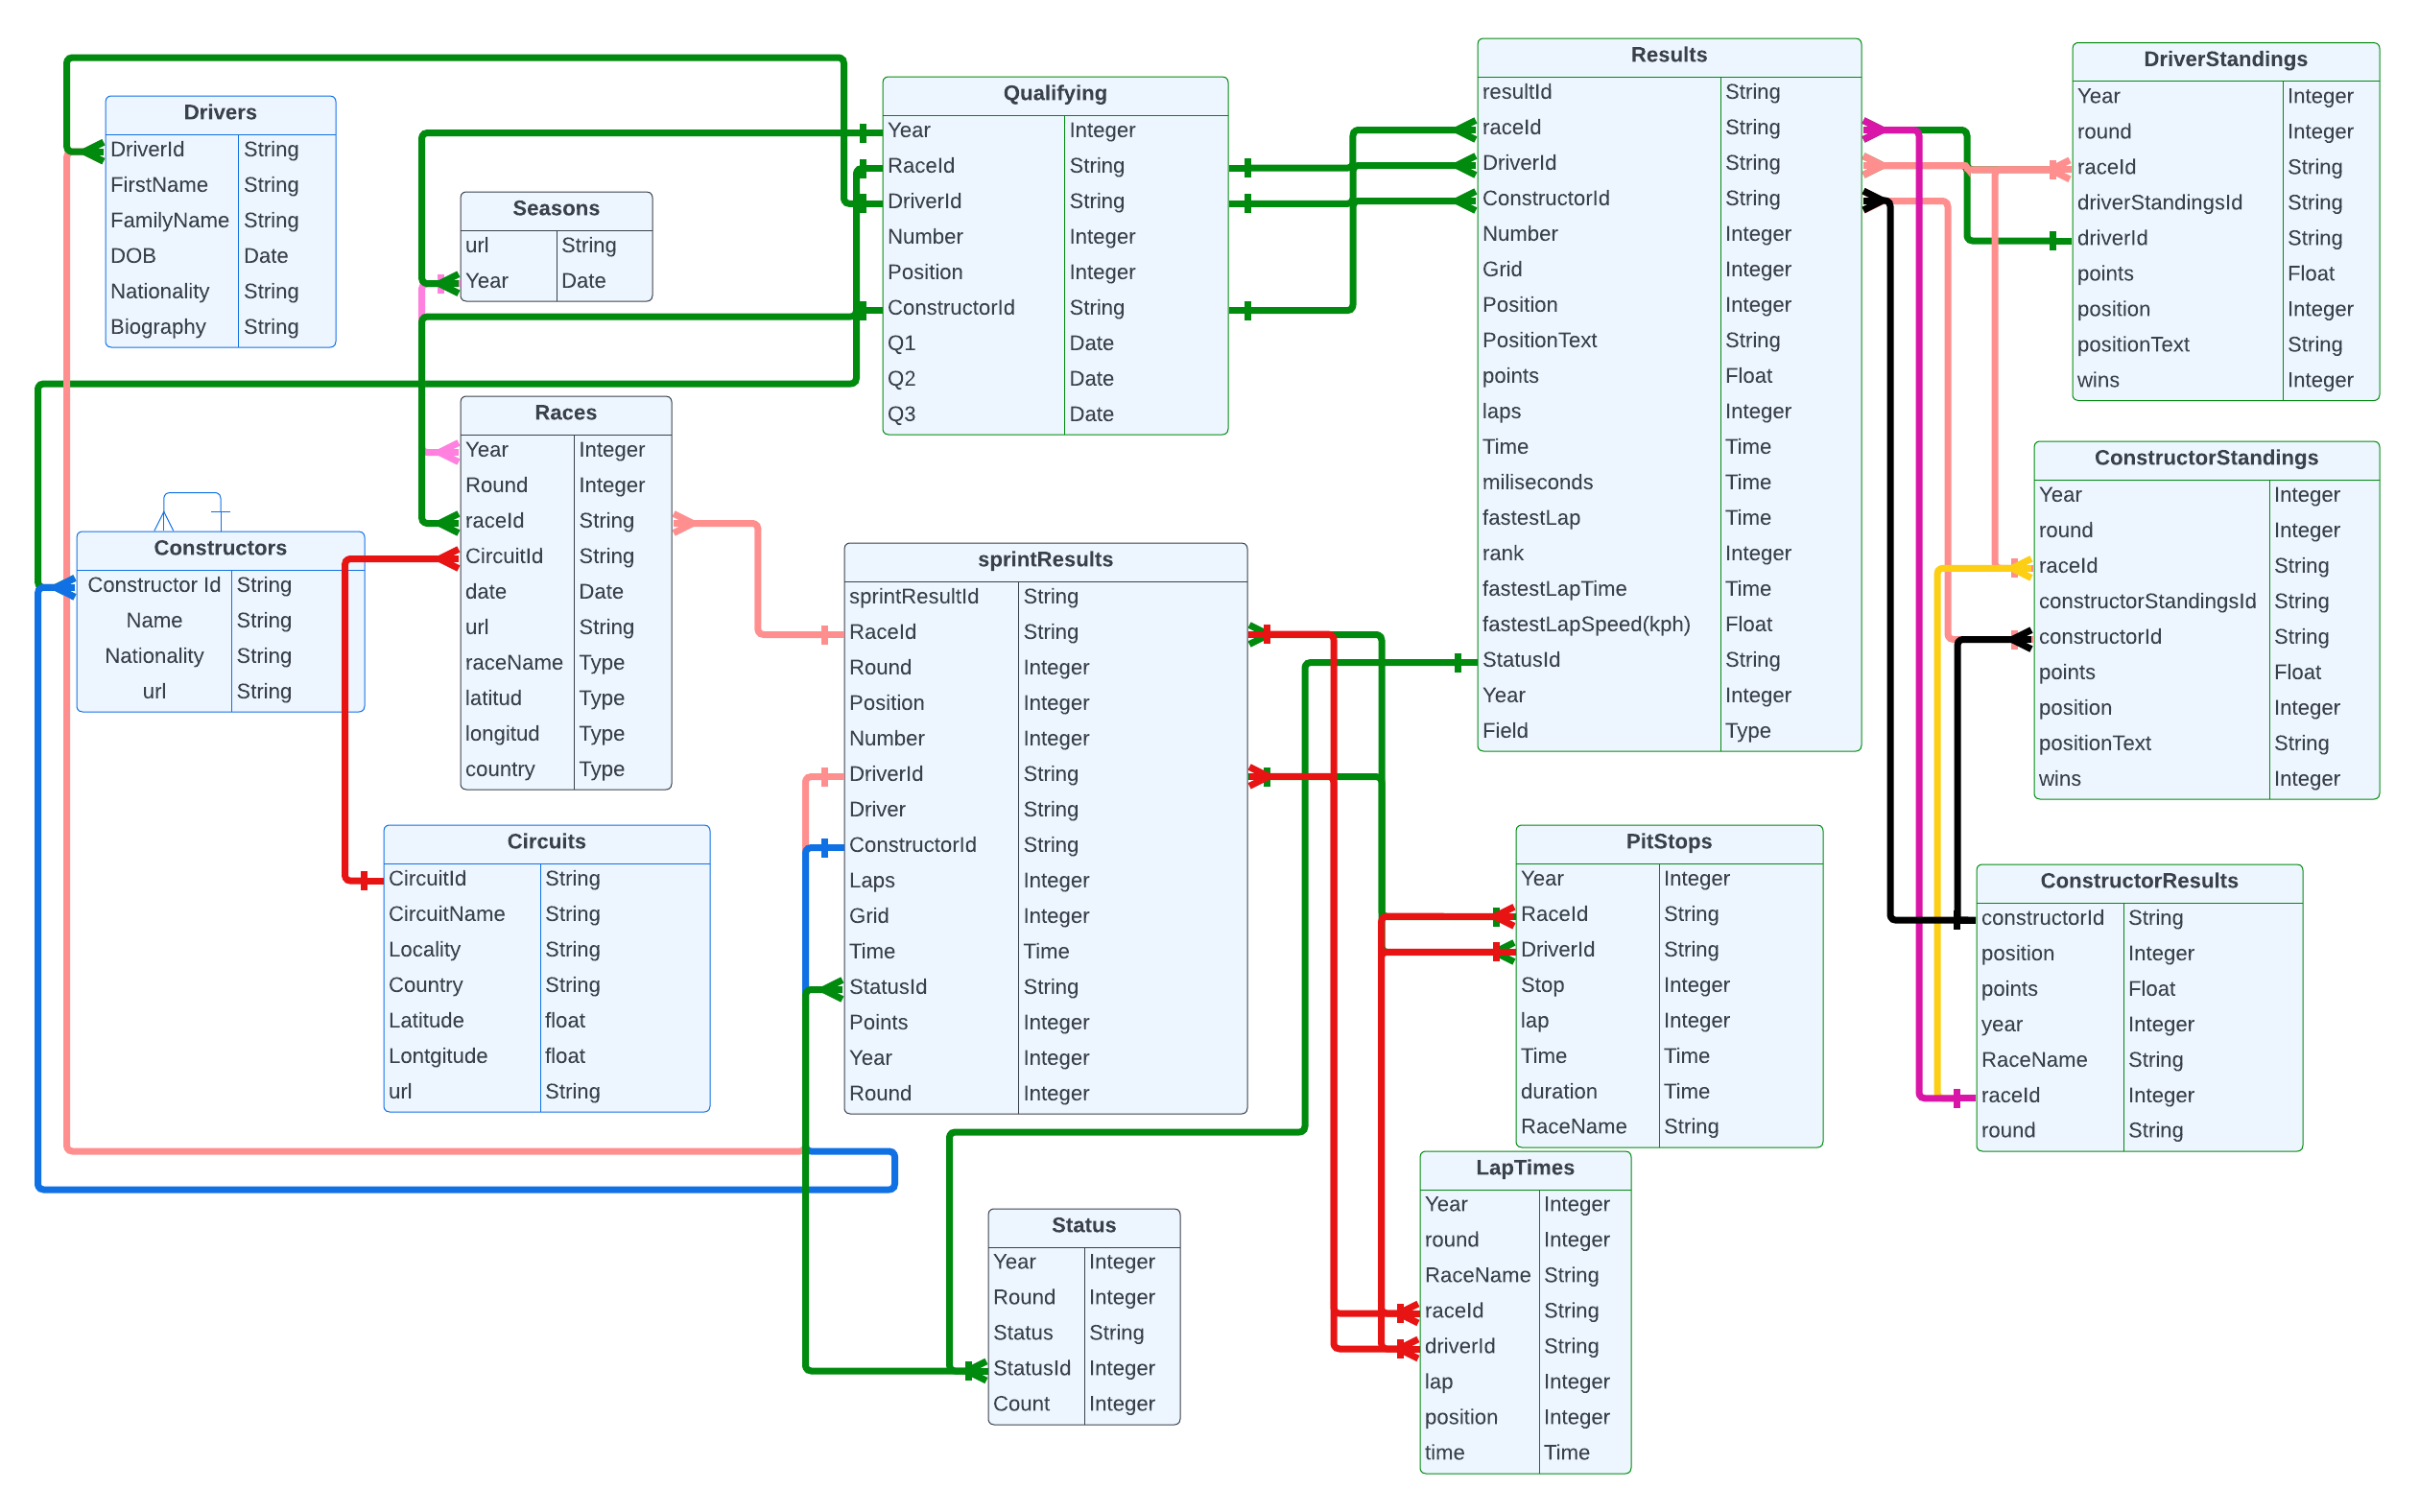 Drivers
DriverId String
FirstName String
FamilyName String
DOB Date
Nationality String
Biography String
Seasons
url String
Year Date
Qualifying
Year Integer
RaceId String
DriverId String
Number Integer
Position Integer
ConstructorId String
Q1 Date
Q2 Date
Q3 Date
Results
resultId String
raceId String
DriverId String
ConstructorId String
Number Integer
Grid Integer
Position Integer
PositionText String
points Float
laps Integer
Time Time
miliseconds Time
fastestLap Time
rank Integer
fastestLapTime Time
fastestLapSpeed(kph) Float
StatusId String
Year Integer
Field Type
DriverStandings
Year Integer
round Integer
raceId String
driverStandingsId String
driverId String
points Float
position Integer
positionText String
wins Integer
Races
Year Integer
Round Integer
raceId String
CircuitId String
date Date
url String
raceName Type
latitud Type
longitud Type
country Type
Constructors
Constructor Id String
Name String
Nationality String
url String
sprintResults
sprintResultId String
RaceId String
Round Integer
Position Integer
Number Integer
DriverId String
Driver String
ConstructorId String
Laps Integer
Grid Integer
Time Time
StatusId String
Points Integer
Year Integer
Round Integer
ConstructorStandings
Year Integer
round Integer
raceId String
constructorStandingsId String
constructorId String
points Float
position Integer
positionText String
wins Integer
Circuits
CircuitId String
CircuitName String
Locality String
Country String
Latitude float
Lontgitude float
url String
PitStops
Year Integer
RaceId String
DriverId String
Stop Integer
lap Integer
Time Time
duration Time
RaceName String
ConstructorResults
constructorId String
position Integer
points Float
year Integer
RaceName String
raceId Integer
round String
Status
Year Integer
Round Integer
Status String
StatusId Integer
Count Integer
LapTimes
Year Integer
round Integer
RaceName String
raceId String
driverId String
lap Integer
position Integer
time Time